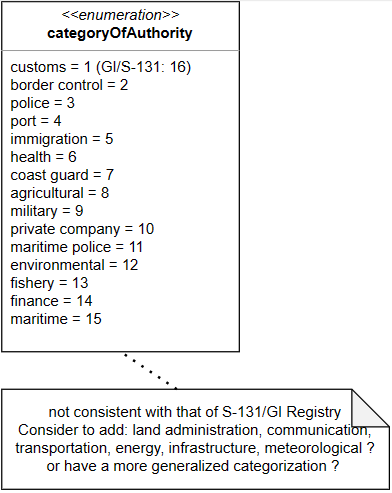 <<enumeration>>
categoryOfAuthority
customs = 1 (GI/S-131: 16)
border control = 2
police = 3
port = 4
immigration = 5
health = 6
coast guard = 7
agricultural = 8
military = 9
private company = 10
maritime police = 11
environmental = 12
fishery = 13
finance = 14
maritime = 15
not consistent with that of S-131/GI Registry
Consider to add: land administration, communication,
transportation, energy, infrastructure, meteorological ?
or have a more generalized categorization ?